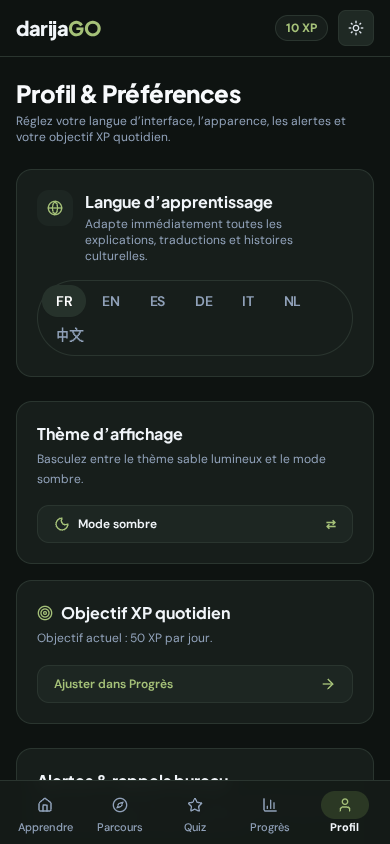 darijaGO
10 XP
Profil & Préférences
Réglez votre langue d’interface, l’apparence, les alertes et
votre objectif XP quotidien.
Langue d’apprentissage
Adapte immédiatement toutes les
explications, traductions et histoires
culturelles.
FR EN ES DE IT NL
中文
Thème d’affichage
Basculez entre le thème sable lumineux et le mode
sombre.
Mode sombre
Objectif XP quotidien
Objectif actuel : 50 XP par jour.
Ajuster dans Progrès
Alertes & rappels bureau
Apprendre Parcours Quiz Progrès Profil